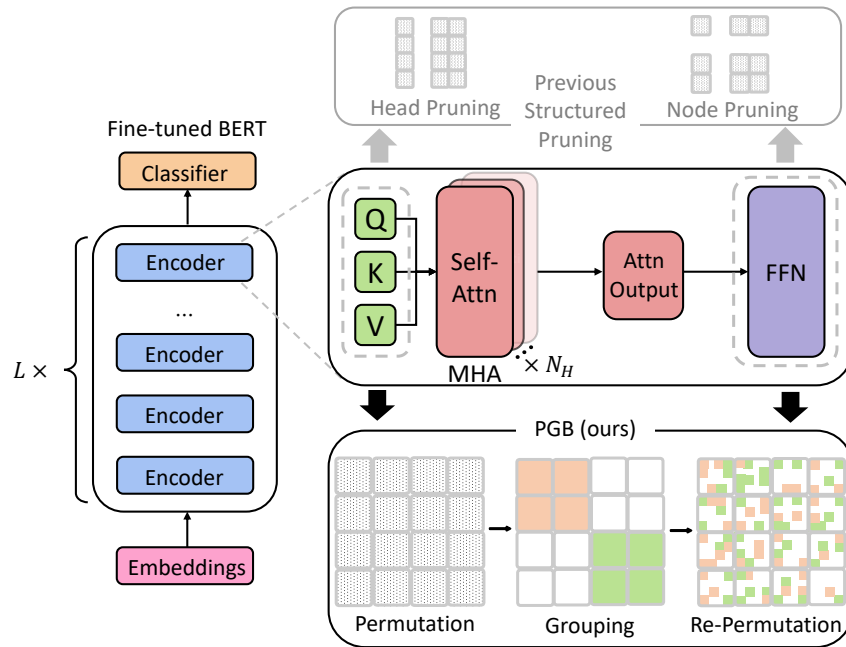 Head Pruning
Previous
Structured
Pruning
Node Pruning
Fine-tuned BERT
Classifier
Encoder
...
Encoder
Encoder
Encoder
L ×
Embeddings
Q
K
V
Self-
Attn
MHA
× N_H
Attn
Output
FFN
PGB (ours)
Permutation
Grouping
Re-Permutation